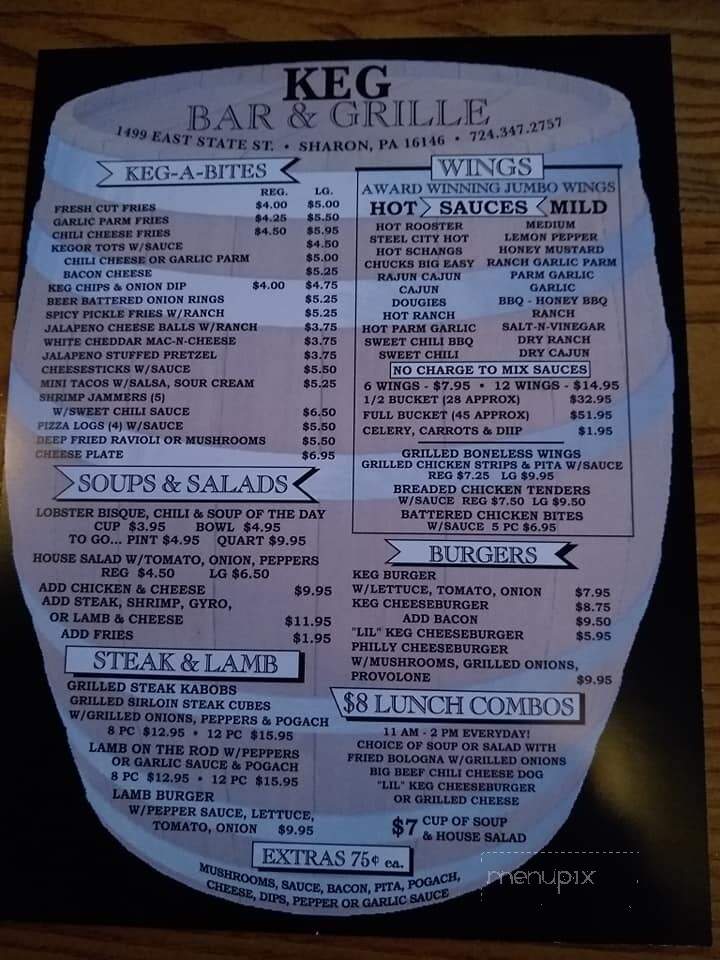 KEG
BAR & GRILLE
1499 EAST STATE ST. • SHARON, PA 16146 • 724.347.2757
KEG-A-BITES
REG. LG.
FRESH CUT FRIES $4.00 $5.00
GARLIC PARM FRIES $4.25 $5.50
CHILI CHEESE FRIES $4.50 $5.95
KEGOR TOTS W/SAUCE $4.50
CHILI CHEESE OR GARLIC PARM $5.00
BACON CHEESE $5.25
KEG CHIPS & ONION DIP $4.00 $4.75
BEER BATTERED ONION RINGS $5.25
SPICY PICKLE FRIES W/RANCH $5.25
JALAPENO CHEESE BALLS W/RANCH $3.75
WHITE CHEDDAR MAC-N-CHEESE $3.75
JALAPENO STUFFED PRETZEL $3.75
CHEESESTICKS W/SAUCE $5.50
MINI TACOS W/SALSA, SOUR CREAM $5.25
SHRIMP JAMMERS (5)
W/SWEET CHILI SAUCE $6.50
PIZZA LOGS (4) W/SAUCE $5.50
DEEP FRIED RAVIOLI OR MUSHROOMS $5.50
CHEESE PLATE $6.95
SOUPS & SALADS
LOBSTER BISQUE, CHILI & SOUP OF THE DAY
CUP $3.95 BOWL $4.95
TO GO... PINT $4.95 QUART $9.95
HOUSE SALAD W/TOMATO, ONION, PEPPERS
REG $4.50 LG $6.50
ADD CHICKEN & CHEESE $9.95
ADD STEAK, SHRIMP, GYRO,
OR LAMB & CHEESE $11.95
ADD FRIES $1.95
STEAK & LAMB
GRILLED STEAK KABOBS
GRILLED SIRLOIN STEAK CUBES
W/GRILLED ONIONS, PEPPERS & POGACH
8 PC $12.95 • 12 PC $15.95
LAMB ON THE ROD W/PEPPERS
OR GARLIC SAUCE & POGACH
8 PC $12.95 • 12 PC $15.95
LAMB BURGER
W/PEPPER SAUCE, LETTUCE,
TOMATO, ONION $9.95
WINGS
AWARD WINNING JUMBO WINGS
HOT SAUCES MILD
HOT ROOSTER MEDIUM
STEEL CITY HOT LEMON PEPPER
HOT SCHANGS HONEY MUSTARD
CHUCKS BIG EASY RANCH GARLIC PARM
RAJUN CAJUN PARM GARLIC
CAJUN GARLIC
DOUGIES BBQ - HONEY BBQ
HOT RANCH RANCH
HOT PARM GARLIC SALT-N-VINEGAR
SWEET CHILI BBQ DRY RANCH
SWEET CHILI DRY CAJUN
NO CHARGE TO MIX SAUCES
6 WINGS - $7.95 • 12 WINGS - $14.95
1/2 BUCKET (28 APPROX) $32.95
FULL BUCKET (45 APPROX) $51.95
CELERY, CARROTS & DIIP $1.95
GRILLED BONELESS WINGS
GRILLED CHICKEN STRIPS & PITA W/SAUCE
REG $7.25 LG $9.95
BREADED CHICKEN TENDERS
W/SAUCE REG $7.50 LG $9.50
BATTERED CHICKEN BITES
W/SAUCE 5 PC $6.95
BURGERS
KEG BURGER
W/LETTUCE, TOMATO, ONION $7.95
KEG CHEESEBURGER $8.75
ADD BACON $9.50
"LIL" KEG CHEESEBURGER $5.95
PHILLY CHEESEBURGER
W/MUSHROOMS, GRILLED ONIONS,
PROVOLONE $9.95
$8 LUNCH COMBOS
11 AM - 2 PM EVERYDAY!
CHOICE OF SOUP OR SALAD WITH
FRIED BOLOGNA W/GRILLED ONIONS
BIG BEEF CHILI CHEESE DOG
"LIL" KEG CHEESEBURGER
OR GRILLED CHEESE
$7 CUP OF SOUP
& HOUSE SALAD
EXTRAS 75¢ ea.
MUSHROOMS, SAUCE, BACON, PITA, POGACH,
CHEESE, DIPS, PEPPER OR GARLIC SAUCE
menupix